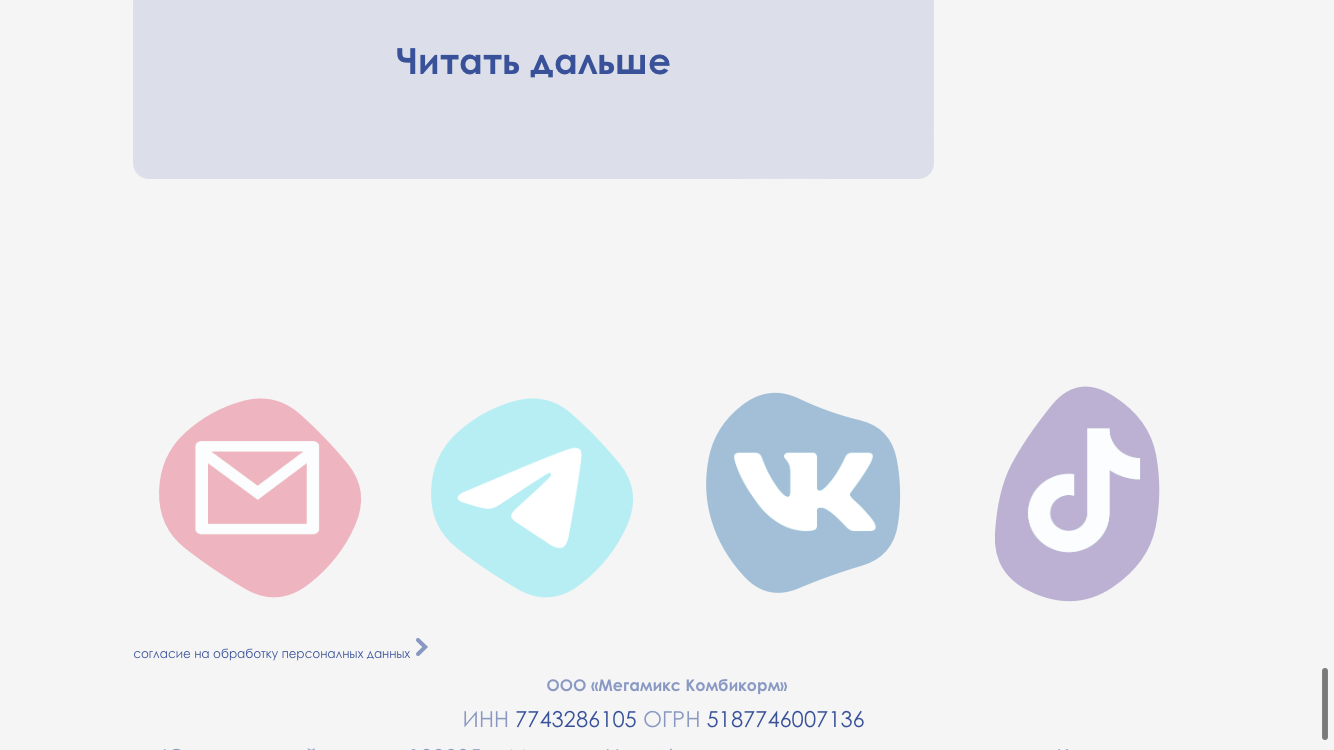 Читать дальше
согласие на обработку персоналных данных
ООО «Мегамикс Комбикорм»
ИНН 7743286105 ОГРН 5187746007136